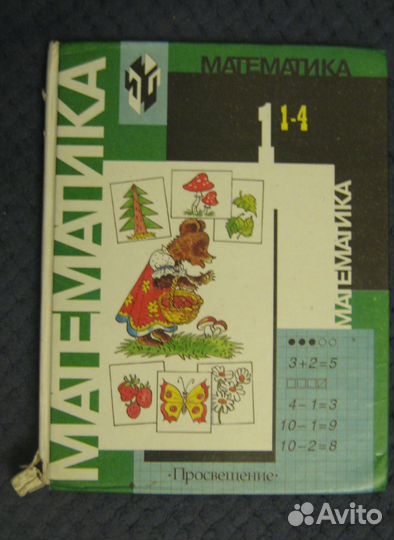 МАТЕМАТИКА
МАТЕМАТИКА
1 1-4
МАТЕМАТИКА
3+2=5
4-1=3
10-1=9
10-2=8
·Просвещение·
Avito